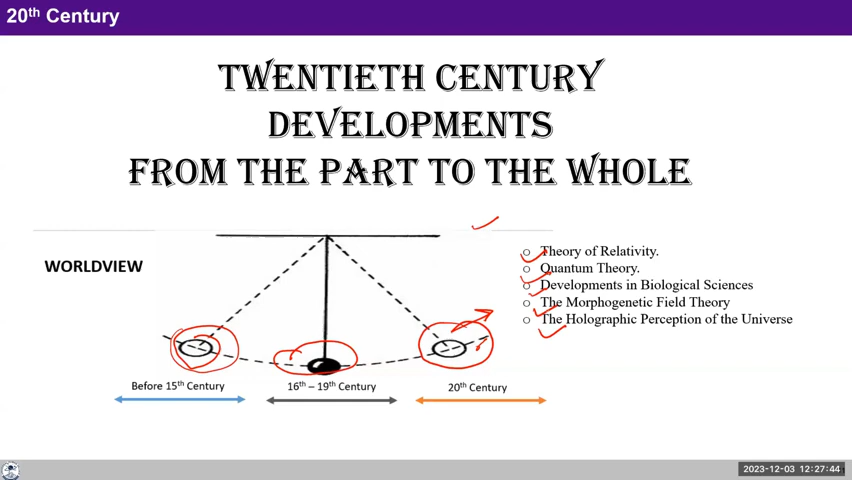 20th Century
TWENTIETH CENTURY
DEVELOPMENTS
FROM THE PART TO THE WHOLE
WORLDVIEW
Theory of Relativity.
Quantum Theory.
Developments in Biological Sciences
The Morphogenetic Field Theory
The Holographic Perception of the Universe
Before 15th Century
16th – 19th Century
20th Century
2023-12-03 12:27:44